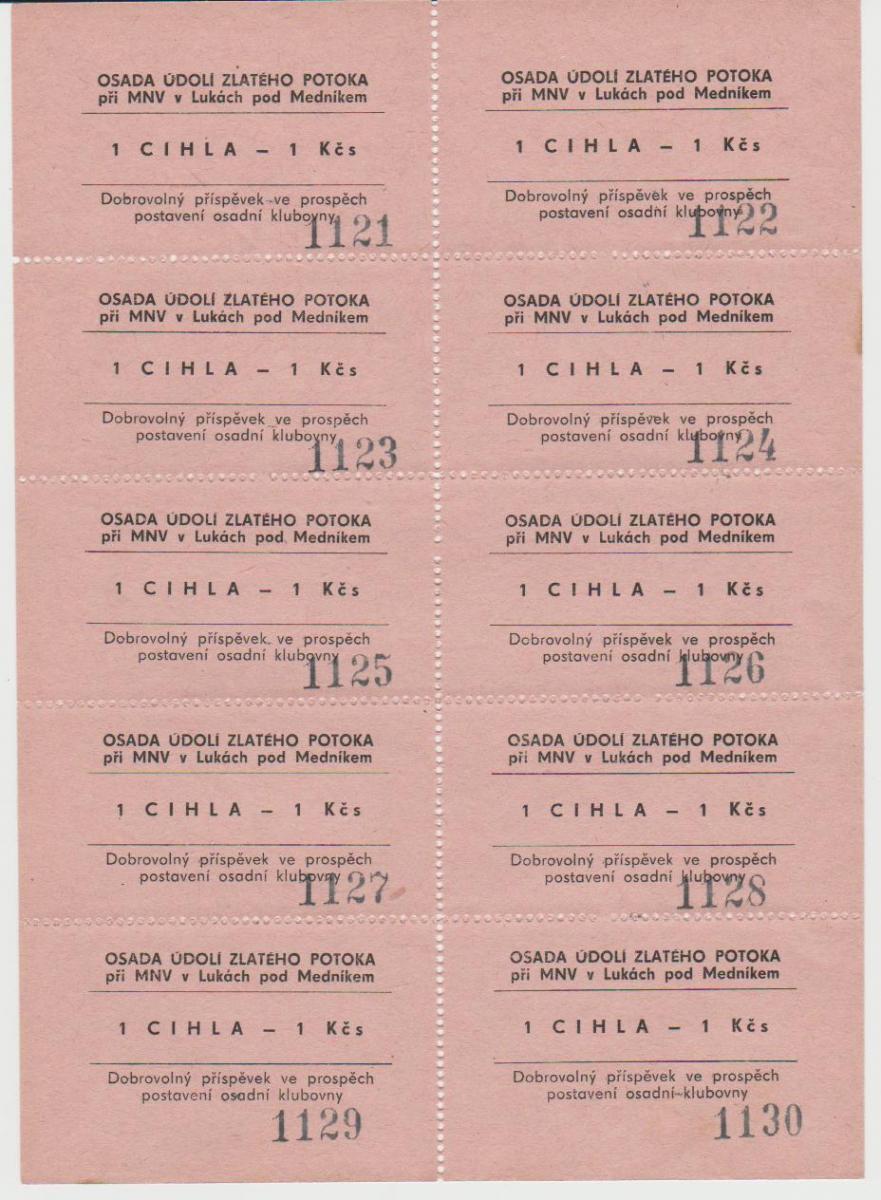 OSADA ÚDOLÍ ZLATÉHO POTOKA
při MNV v Lukách pod Medníkem
1 CIHLA – 1 Kčs
Dobrovolný příspěvek ve prospěch
postavení osadní klubovny
1121
OSADA ÚDOLÍ ZLATÉHO POTOKA
při MNV v Lukách pod Medníkem
1 CIHLA – 1 Kčs
Dobrovolný příspěvek ve prospěch
postavení osadní klubovny
1122
OSADA ÚDOLÍ ZLATÉHO POTOKA
při MNV v Lukách pod Medníkem
1 CIHLA – 1 Kčs
Dobrovolný příspěvek ve prospěch
postavení osadní klubovny
1123
OSADA ÚDOLÍ ZLATÉHO POTOKA
při MNV v Lukách pod Medníkem
1 CIHLA – 1 Kčs
Dobrovolný příspěvek ve prospěch
postavení osadní klubovny
1124
OSADA ÚDOLÍ ZLATÉHO POTOKA
při MNV v Lukách pod Medníkem
1 CIHLA – 1 Kčs
Dobrovolný příspěvek ve prospěch
postavení osadní klubovny
1125
OSADA ÚDOLÍ ZLATÉHO POTOKA
při MNV v Lukách pod Medníkem
1 CIHLA – 1 Kčs
Dobrovolný příspěvek ve prospěch
postavení osadní klubovny
1126
OSADA ÚDOLÍ ZLATÉHO POTOKA
při MNV v Lukách pod Medníkem
1 CIHLA – 1 Kčs
Dobrovolný příspěvek ve prospěch
postavení osadní klubovny
1127
OSADA ÚDOLÍ ZLATÉHO POTOKA
při MNV v Lukách pod Medníkem
1 CIHLA – 1 Kčs
Dobrovolný příspěvek ve prospěch
postavení osadní klubovny
1128
OSADA ÚDOLÍ ZLATÉHO POTOKA
při MNV v Lukách pod Medníkem
1 CIHLA – 1 Kčs
Dobrovolný příspěvek ve prospěch
postavení osadní klubovny
1129
OSADA ÚDOLÍ ZLATÉHO POTOKA
při MNV v Lukách pod Medníkem
1 CIHLA – 1 Kčs
Dobrovolný příspěvek ve prospěch
postavení osadní klubovny
1130